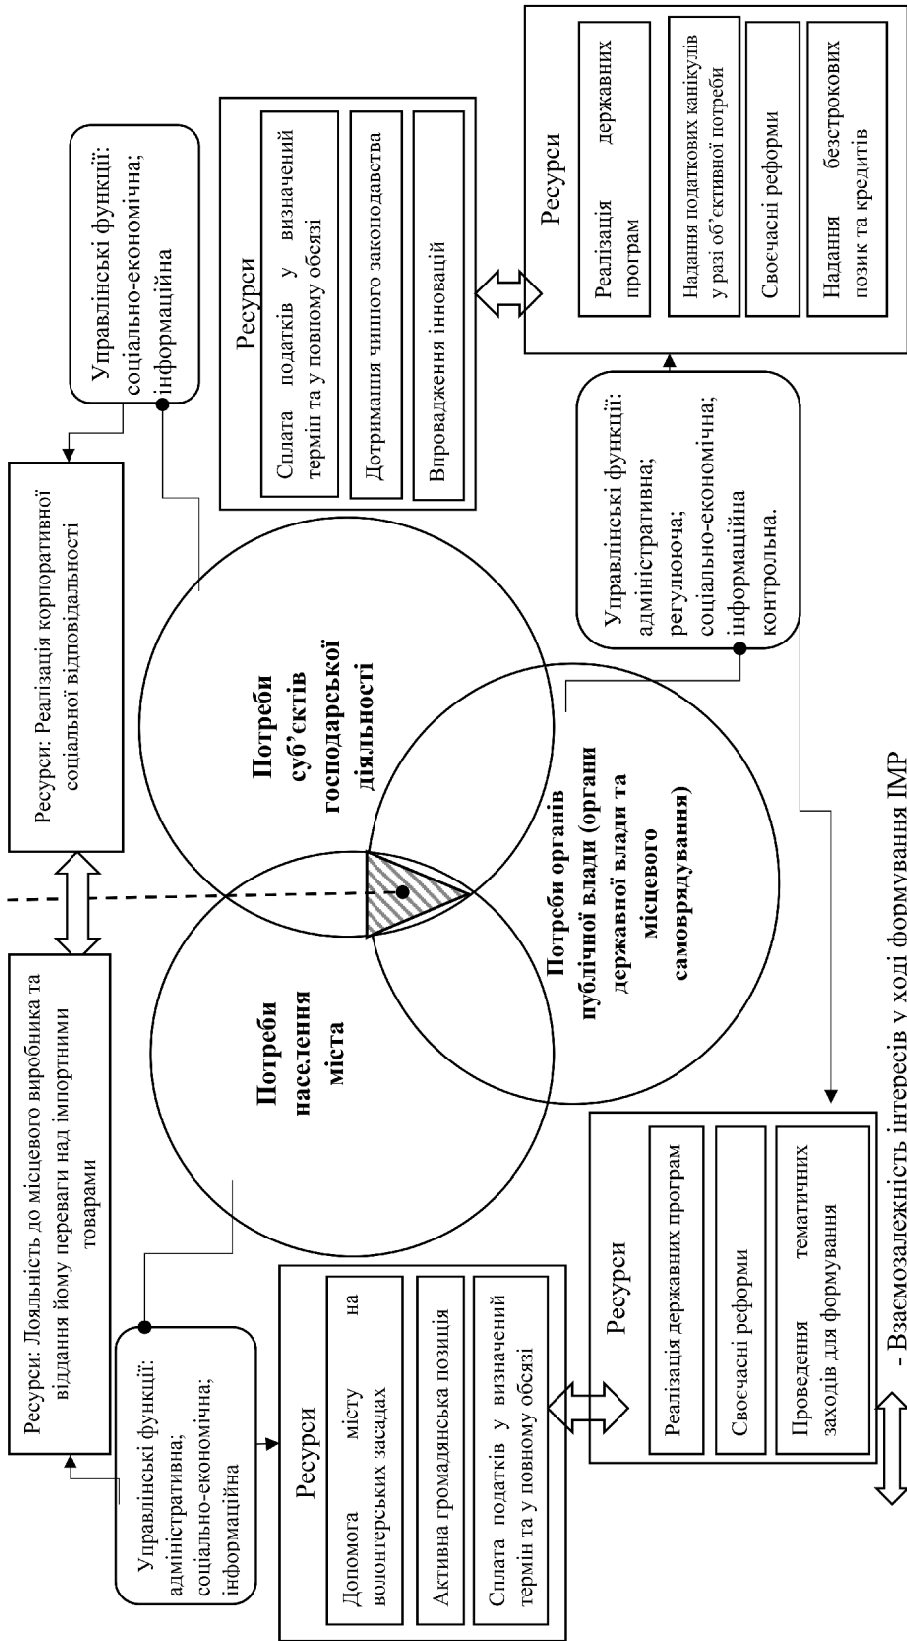 Ресурси: Лояльність до місцевого виробника та
віддання йому переваги над імпортними
товарами
Ресурси: Реалізація корпоративної
соціальної відповідальності
Управлінські функції:
адміністративна;
соціально-економічна;
інформаційна
Управлінські функції:
соціально-економічна;
інформаційна
Потреби
населення
міста
Потреби
суб’єктів
господарської
діяльності
Потреби органів
публічної влади (органи
державної влади та
місцевого
самоврядування)
Ресурси
Допомога місту на
волонтерських засадах
Активна громадянська позиція
Сплата податків у визначений
термін та у повному обсязі
Ресурси
Сплата податків у визначений
термін та у повному обсязі
Дотримання чинного законодавства
Впровадження інновацій
Управлінські функції:
адміністративна;
регулююча;
соціально-економічна;
інформаційна
контрольна.
Ресурси
Реалізація державних програм
Своєчасні реформи
Проведення тематичних
заходів для формування
Ресурси
Реалізація державних
програм
Надання податкових канікулів
у разі об’єктивної потреби
Своєчасні реформи
Надання безстрокових
позик та кредитів
- Взаємозалежність інтересів у ході формування ІМР